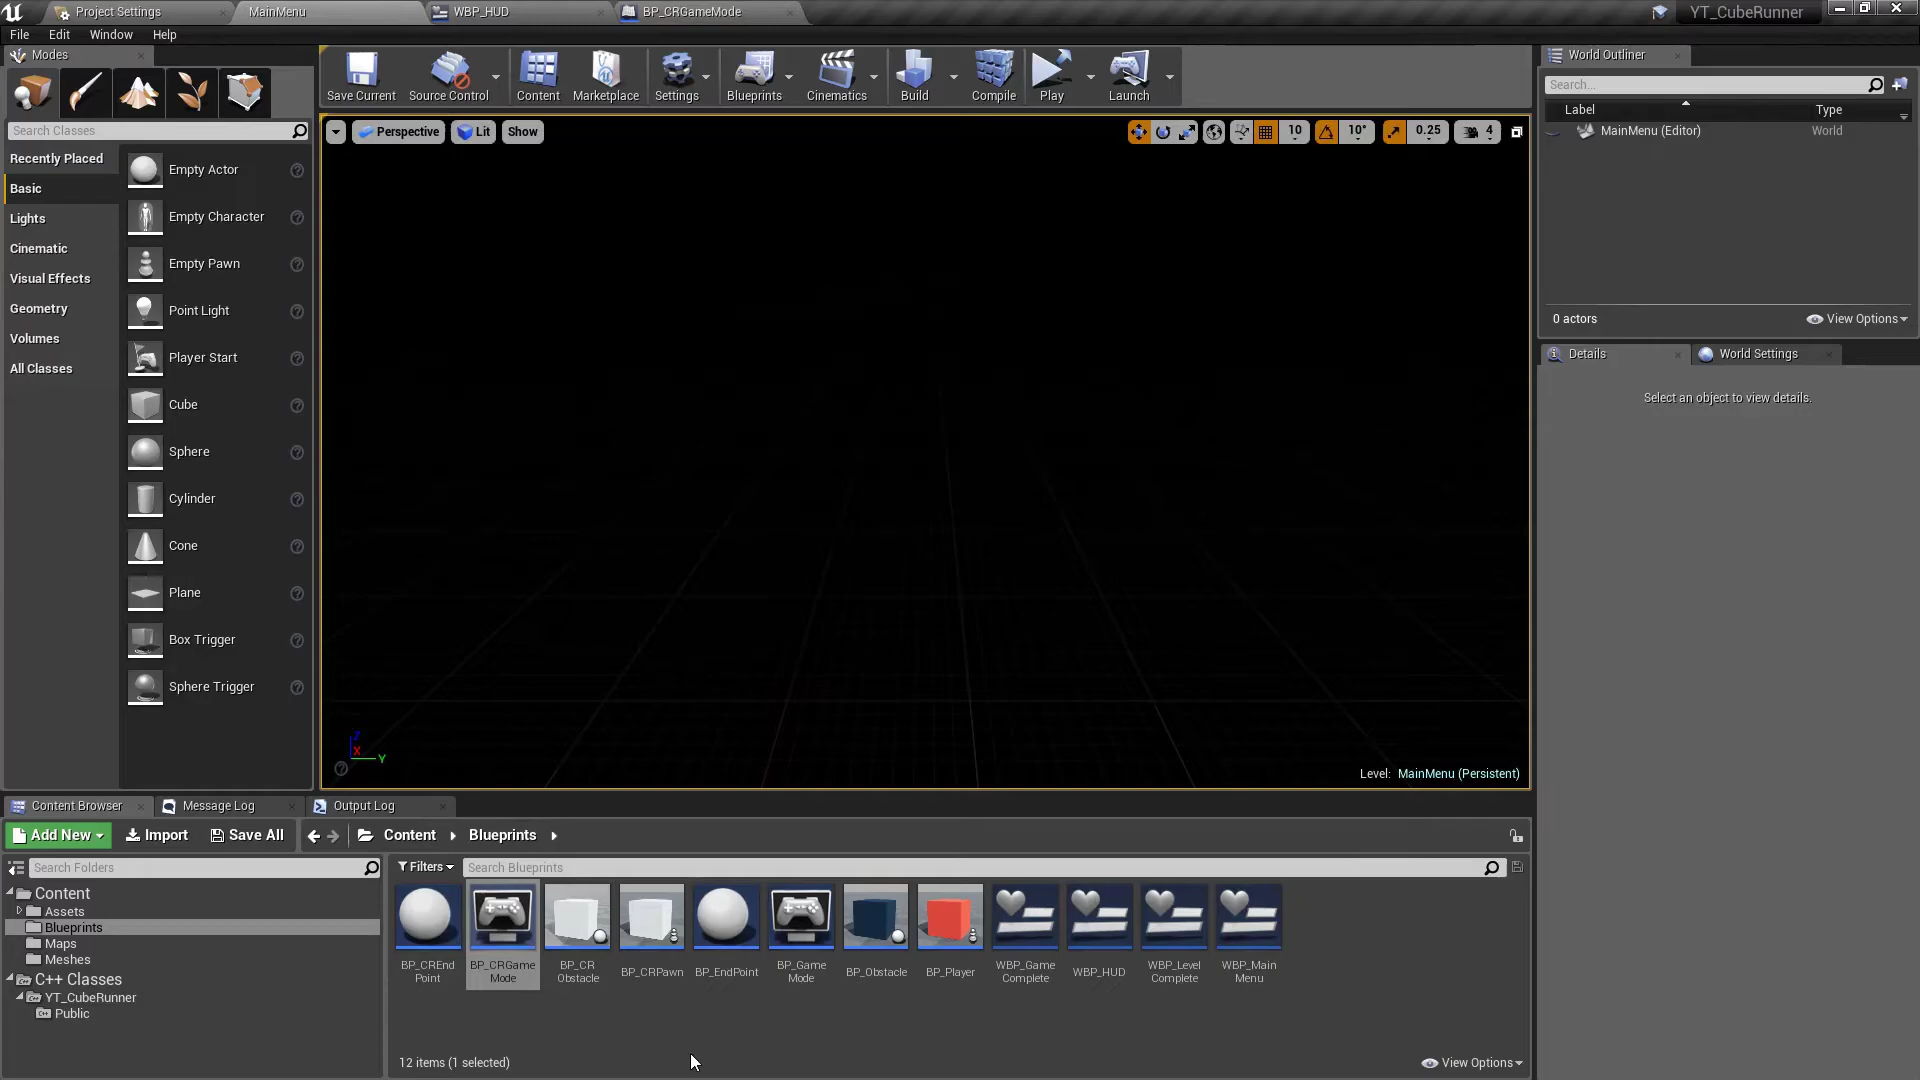 Project Settings
MainMenu
WBP_HUD
BP_CRGameMode
YT_CubeRunner
File
Edit
Window
Help
Modes
Search Classes
Recently Placed
Basic
Lights
Cinematic
Visual Effects
Geometry
Volumes
All Classes
Empty Actor
Empty Character
Empty Pawn
Point Light
Player Start
Cube
Sphere
Cylinder
Cone
Plane
Box Trigger
Sphere Trigger
Save Current
Source Control
Content
Marketplace
Settings
Blueprints
Cinematics
Build
Compile
Play
Launch
Perspective
Lit
Show
10
10°
0.25
4
Z
X
Y
Level: MainMenu (Persistent)
World Outliner
Search...
Label
Type
MainMenu (Editor)
World
0 actors
View Options
Details
World Settings
Select an object to view details.
Content Browser
Message Log
Output Log
Add New
Import
Save All
Content
Blueprints
Search Folders
Filters
Search Blueprints
Content
Assets
Blueprints
Maps
Meshes
C++ Classes
YT_CubeRunner
Public
BP_CREnd
Point
BP_CRGame
Mode
BP_CR
Obstacle
BP_CRPawn
BP_EndPoint
BP_Game
Mode
BP_Obstacle
BP_Player
WBP_Game
Complete
WBP_HUD
WBP_Level
Complete
WBP_Main
Menu
12 items (1 selected)
View Options